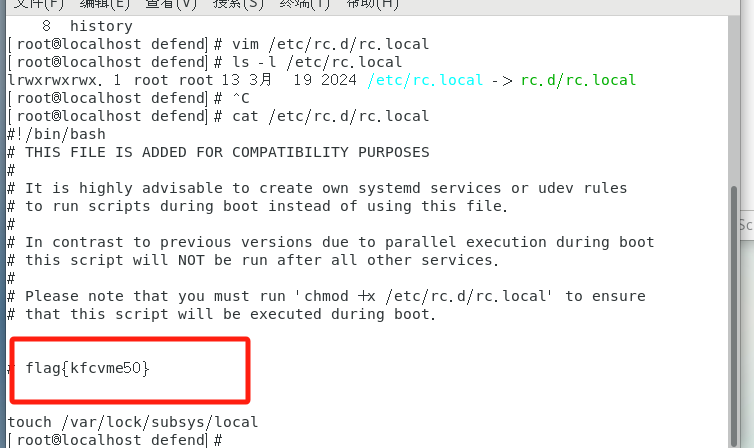 文件(F) 编辑(E) 查看(V) 搜索(S) 终端(T) 帮助(H)
8 history
[root@localhost defend]# vim /etc/rc.d/rc.local
[root@localhost defend]# ls -l /etc/rc.local
lrwxrwxrwx. 1 root root 13 3月 19 2024 /etc/rc.local -> rc.d/rc.local
[root@localhost defend]# ^C
[root@localhost defend]# cat /etc/rc.d/rc.local
#!/bin/bash
# THIS FILE IS ADDED FOR COMPATIBILITY PURPOSES
#
# It is highly advisable to create own systemd services or udev rules
# to run scripts during boot instead of using this file.
#
# In contrast to previous versions due to parallel execution during boot
# this script will NOT be run after all other services.
#
# Please note that you must run 'chmod +x /etc/rc.d/rc.local' to ensure
# that this script will be executed during boot.
# flag{kfcvme50}
touch /var/lock/subsys/local
[root@localhost defend]#